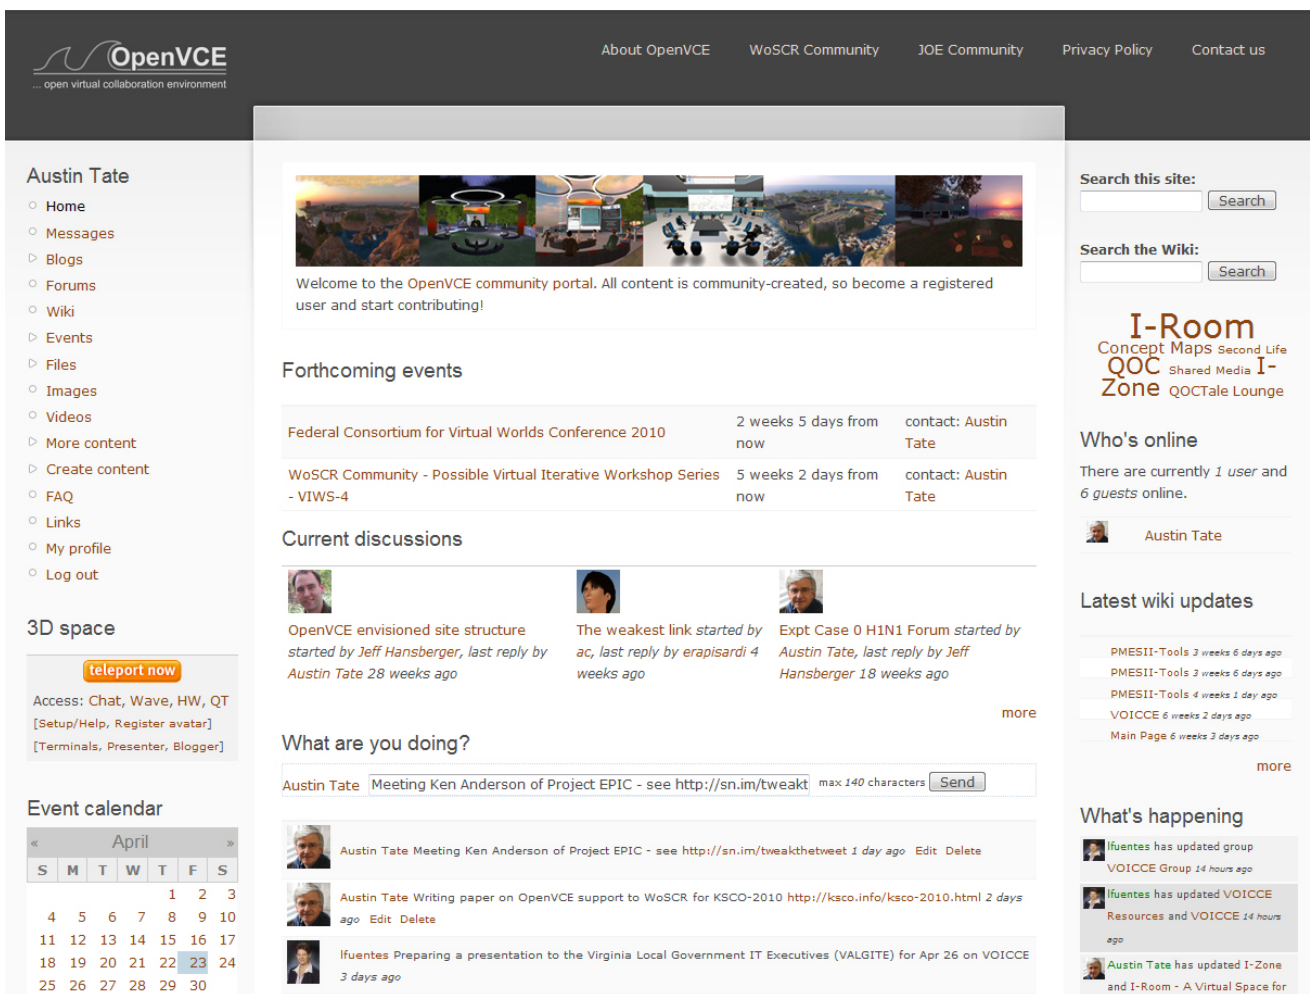 OpenVCE
... open virtual collaboration environment
About OpenVCE WoSCR Community JOE Community Privacy Policy Contact us
Austin Tate
Home
Messages
Blogs
Forums
Wiki
Events
Files
Images
Videos
More content
Create content
FAQ
Links
My profile
Log out
3D space
teleport now
Access: Chat, Wave, HW, QT
[Setup/Help, Register avatar]
[Terminals, Presenter, Blogger]
Event calendar
« April »
S M T W T F S
1 2 3
4 5 6 7 8 9 10
11 12 13 14 15 16 17
18 19 20 21 22 23 24
25 26 27 28 29 30
Welcome to the OpenVCE community portal. All content is community-created, so become a registered
user and start contributing!
Forthcoming events
Federal Consortium for Virtual Worlds Conference 2010
2 weeks 5 days from
now
contact: Austin
Tate
WoSCR Community - Possible Virtual Iterative Workshop Series
- VIWS-4
5 weeks 2 days from
now
contact: Austin
Tate
Current discussions
OpenVCE envisioned site structure
started by Jeff Hansberger, last reply by
Austin Tate 28 weeks ago
The weakest link started by
ac, last reply by erapisardi 4
weeks ago
Expt Case 0 H1N1 Forum started by
Austin Tate, last reply by Jeff
Hansberger 18 weeks ago
more
What are you doing?
Austin Tate Meeting Ken Anderson of Project EPIC - see http://sn.im/tweakt max 140 characters Send
Austin Tate Meeting Ken Anderson of Project EPIC - see http://sn.im/tweakthetweet 1 day ago Edit Delete
Austin Tate Writing paper on OpenVCE support to WoSCR for KSCO-2010 http://ksco.info/ksco-2010.html 2 days
ago Edit Delete
lfuentes Preparing a presentation to the Virginia Local Government IT Executives (VALGITE) for Apr 26 on VOICCE
3 days ago
Search this site:
Search
Search the Wiki:
Search
I-Room
Concept Maps Second Life
QOC Shared Media I-
Zone QOCTale Lounge
Who's online
There are currently 1 user and
6 guests online.
Austin Tate
Latest wiki updates
PMESII-Tools 3 weeks 6 days ago
PMESII-Tools 3 weeks 6 days ago
PMESII-Tools 4 weeks 1 day ago
VOICCE 6 weeks 2 days ago
Main Page 6 weeks 3 days ago
more
What's happening
lfuentes has updated group
VOICCE Group 14 hours ago
lfuentes has updated VOICCE
Resources and VOICCE 14 hours
ago
Austin Tate has updated I-Zone
and I-Room - A Virtual Space for